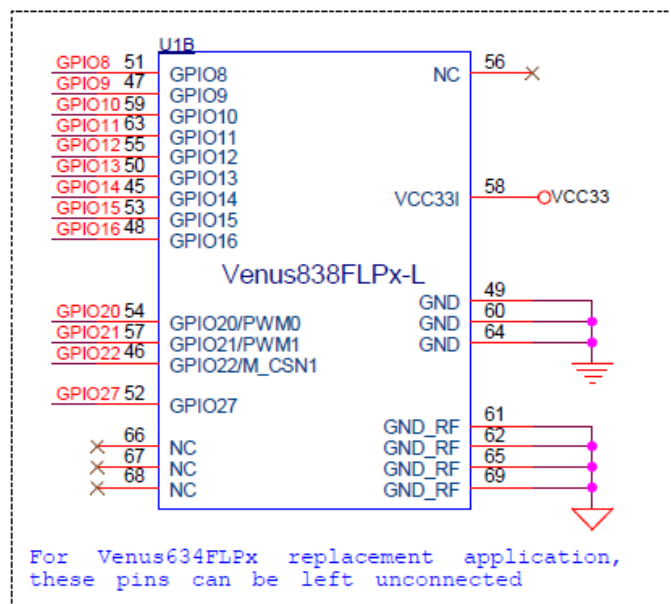 U1B
GPIO8 51 GPIO8
GPIO9 47 GPIO9
GPIO10 59 GPIO10
GPIO11 63 GPIO11
GPIO12 55 GPIO12
GPIO13 50 GPIO13
GPIO14 45 GPIO14
GPIO15 53 GPIO15
GPIO16 48 GPIO16
NC 56
VCC33I 58 VCC33
Venus838FLPx-L
GPIO20 54 GPIO20/PWM0
GPIO21 57 GPIO21/PWM1
GPIO22 46 GPIO22/M_CSN1
GPIO27 52 GPIO27
GND 49
GND 60
GND 64
66 NC
67 NC
68 NC
GND_RF 61
GND_RF 62
GND_RF 65
GND_RF 69
For Venus634FLPx replacement application,
these pins can be left unconnected